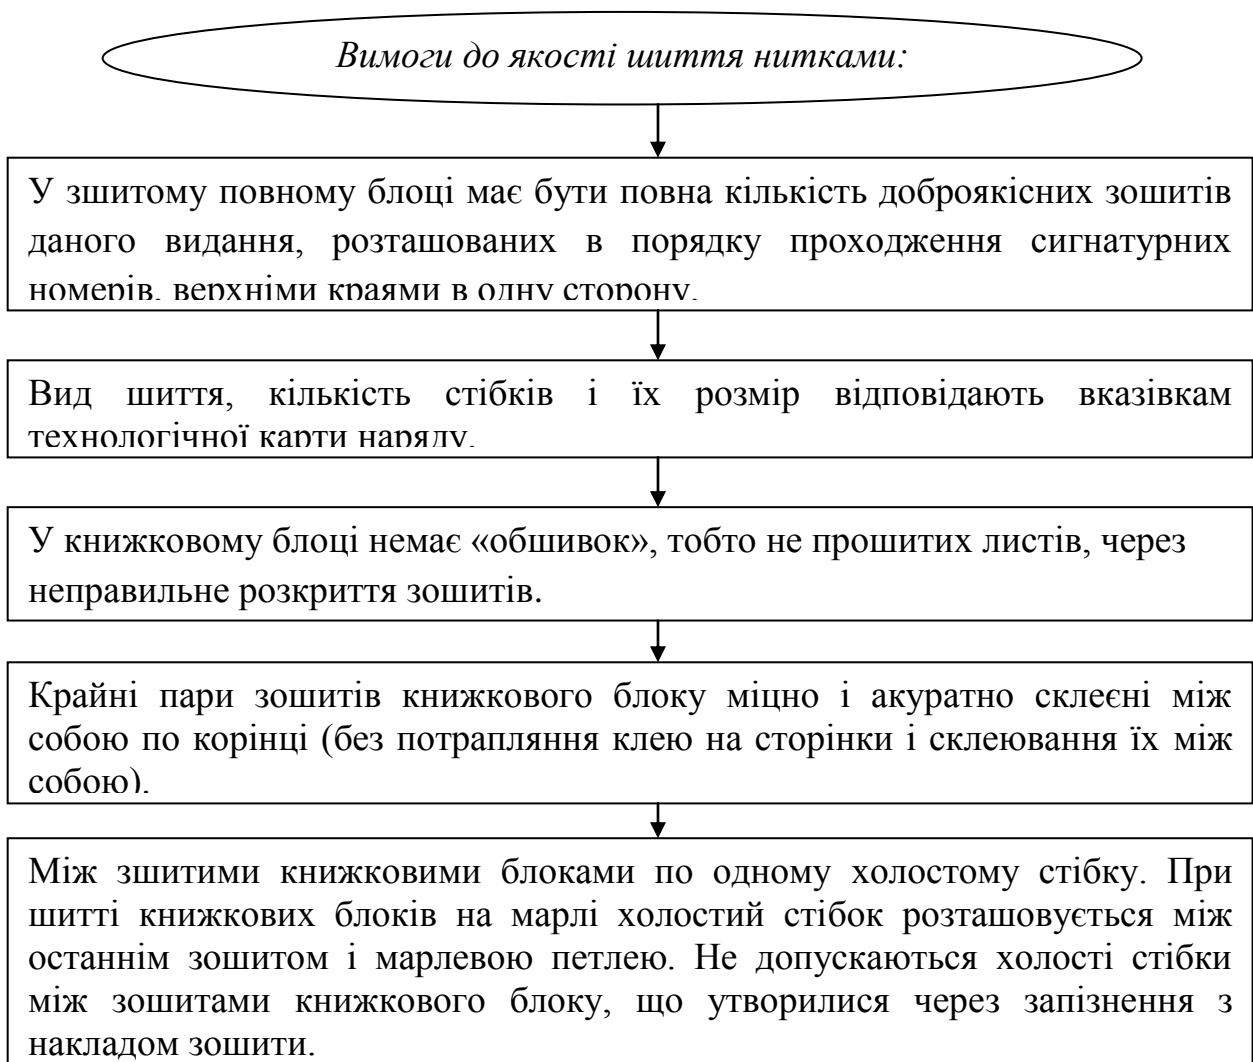 Вимоги до якості шиття нитками:
У зшитому повному блоці має бути повна кількість доброякісних зошитів
даного видання, розташованих в порядку проходження сигнатурних
номерів, верхніми краями в одну сторону.
Вид шиття, кількість стібків і їх розмір відповідають вказівкам
технологічної карти наряду.
У книжковому блоці немає «обшивок», тобто не прошитих листів, через
неправильне розкриття зошитів.
Крайні пари зошитів книжкового блоку міцно і акуратно склеєні між
собою по корінці (без потрапляння клею на сторінки і склеювання їх між
собою).
Між зшитими книжковими блоками по одному холостому стібку. При
шитті книжкових блоків на марлі холостий стібок розташовується між
останнім зошитом і марлевою петлею. Не допускаються холості стібки
між зошитами книжкового блоку, що утворилися через запізнення з
накладом зошити.